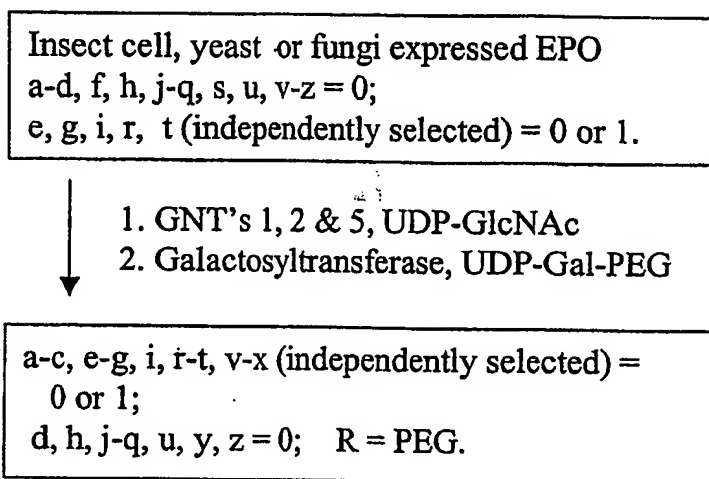 Insect cell, yeast or fungi expressed EPO
a-d, f, h, j-q, s, u, v-z = 0;
e, g, i, r, t (independently selected) = 0 or 1.
1. GNT's 1, 2 & 5, UDP-GlcNAc
2. Galactosyltransferase, UDP-Gal-PEG
a-c, e-g, i, r-t, v-x (independently selected) =
0 or 1;
d, h, j-q, u, y, z = 0; R = PEG.